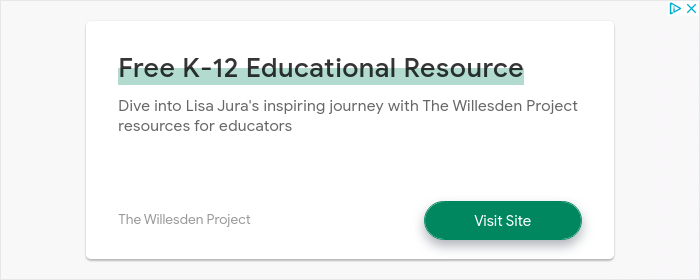 Free K-12 Educational Resource
Dive into Lisa Jura's inspiring journey with The Willesden Project
resources for educators
The Willesden Project
Visit Site